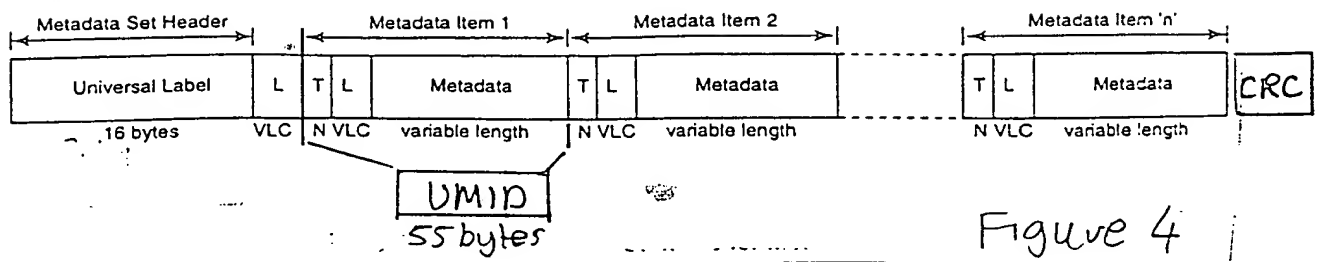 Metadata Set Header Metadata Item 1 Metadata Item 2 Metadata Item 'n'
Universal Label L T L Metadata T L Metadata T L Metadata CRC
16 bytes VLC N VLC variable length N VLC variable length N VLC variable length
UMID
55 bytes
Figure 4